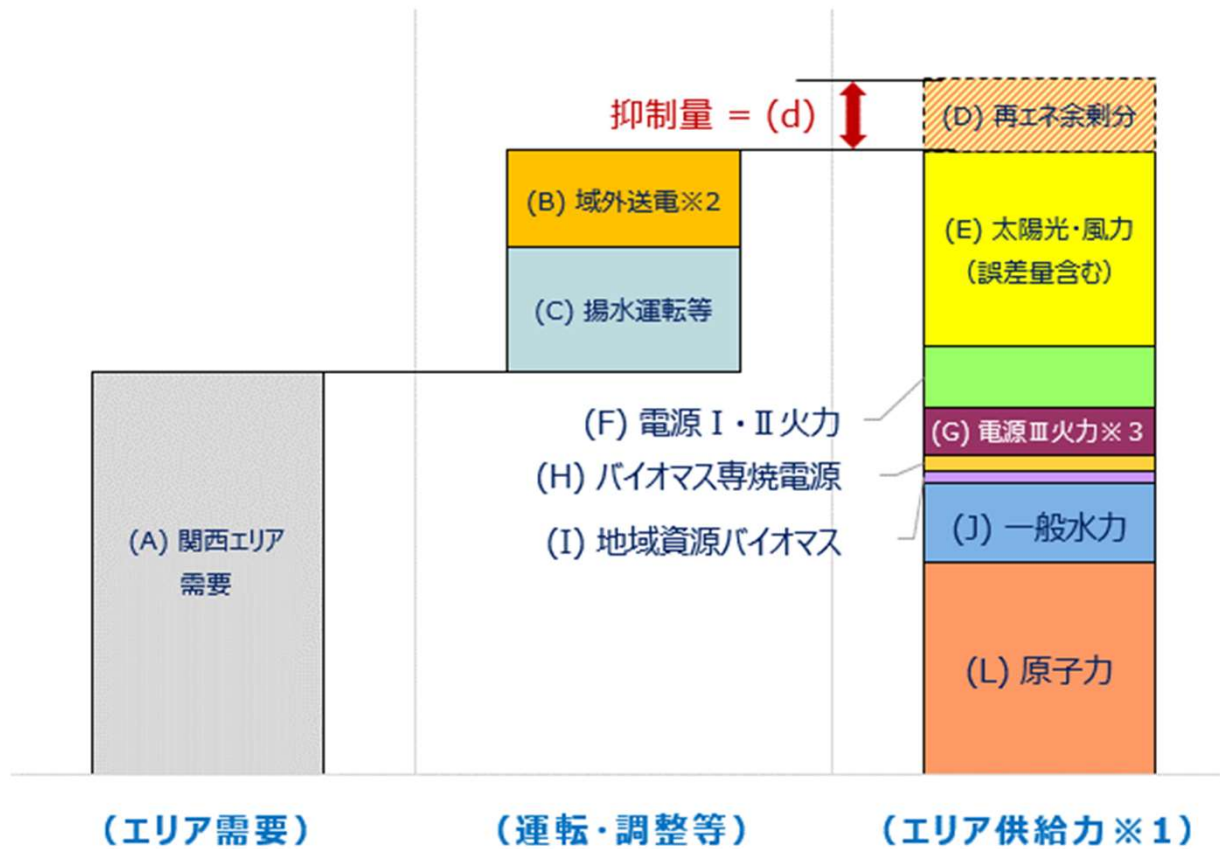 抑制量 = (d)
(D) 再エネ余剰分
(B) 域外送電※2
(E) 太陽光・風力
(誤差量含む)
(C) 揚水運転等
(F) 電源Ⅰ・Ⅱ火力
(G) 電源Ⅲ火力※3
(H) バイオマス専焼電源
(I) 地域資源バイオマス
(J) 一般水力
(A) 関西エリア
需要
(L) 原子力
(エリア需要)
(運転・調整等)
(エリア供給力※1)